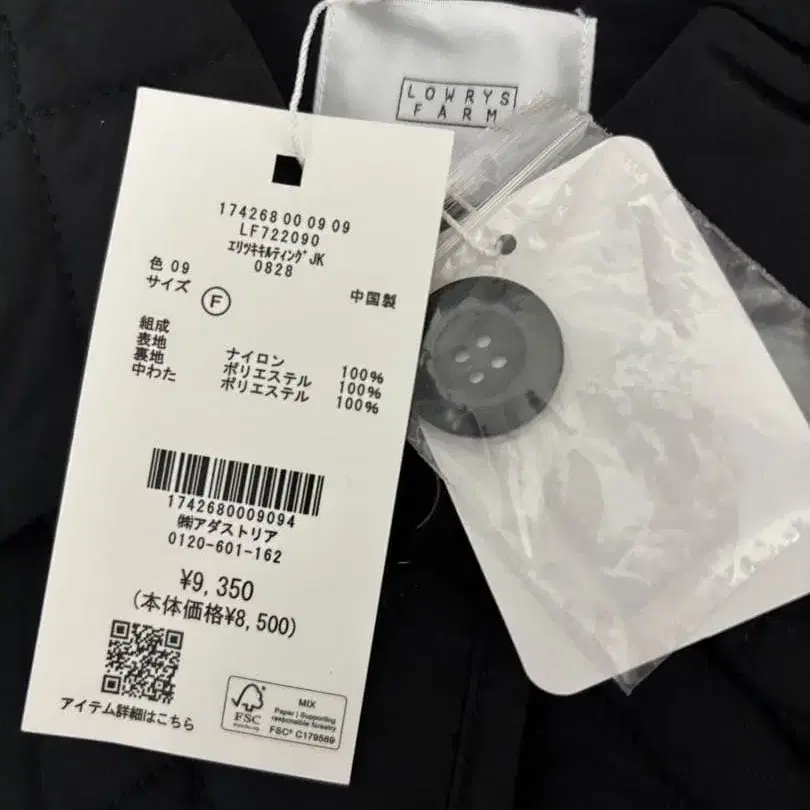 LOWRYS
FARM
174268 00 09 09
LF722090
ｴﾘﾂｷｷﾙﾃｨﾝｸﾞJK
0828
色 09
サイズ Ⓕ 中国製
組成
表地 ナイロン 100%
裏地 ポリエステル 100%
中わた ポリエステル 100%
1742680009094
㈱アダストリア
0120-601-162
¥9,350
(本体価格¥8,500)
アイテム詳細はこちら
FSC
MIX
Paper | Supporting
responsible forestry
FSC® C179589